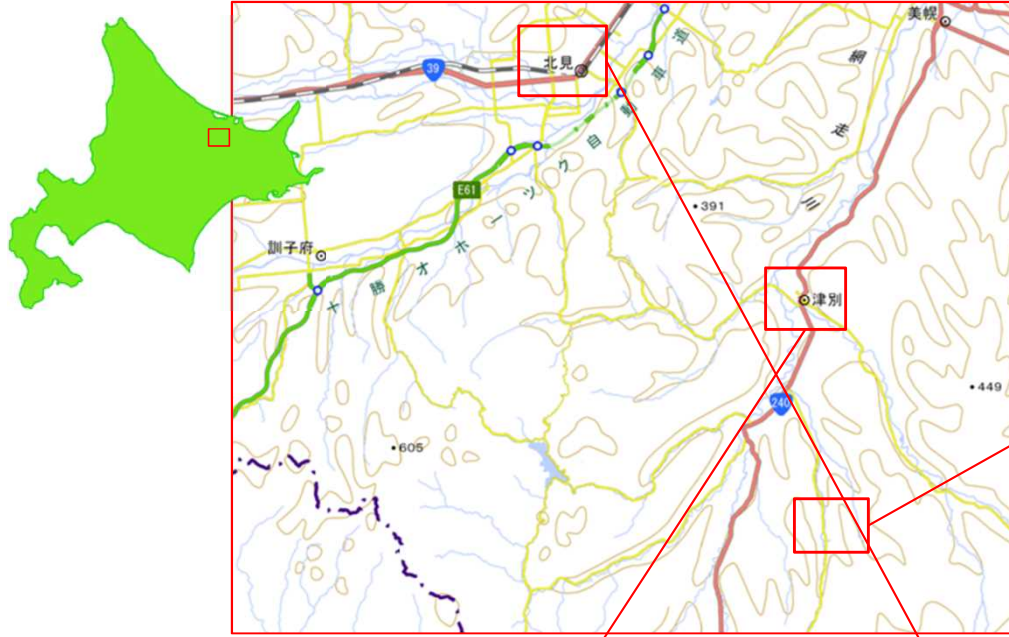 美幌
北見
39
網走川
十勝オホーツク自動車道
E61
・391
訓子府
津別
・449
240
・605